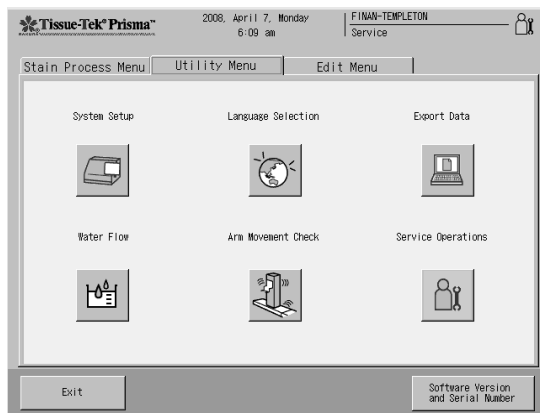 Tissue-Tek® Prisma™
2008, April 7, Monday
6:09 am
FINAN-TEMPLETON
Service
Stain Process Menu
Utility Menu
Edit Menu
System Setup
Language Selection
Export Data
Water Flow
Arm Movement Check
Service Operations
Exit
Software Version
and Serial Number